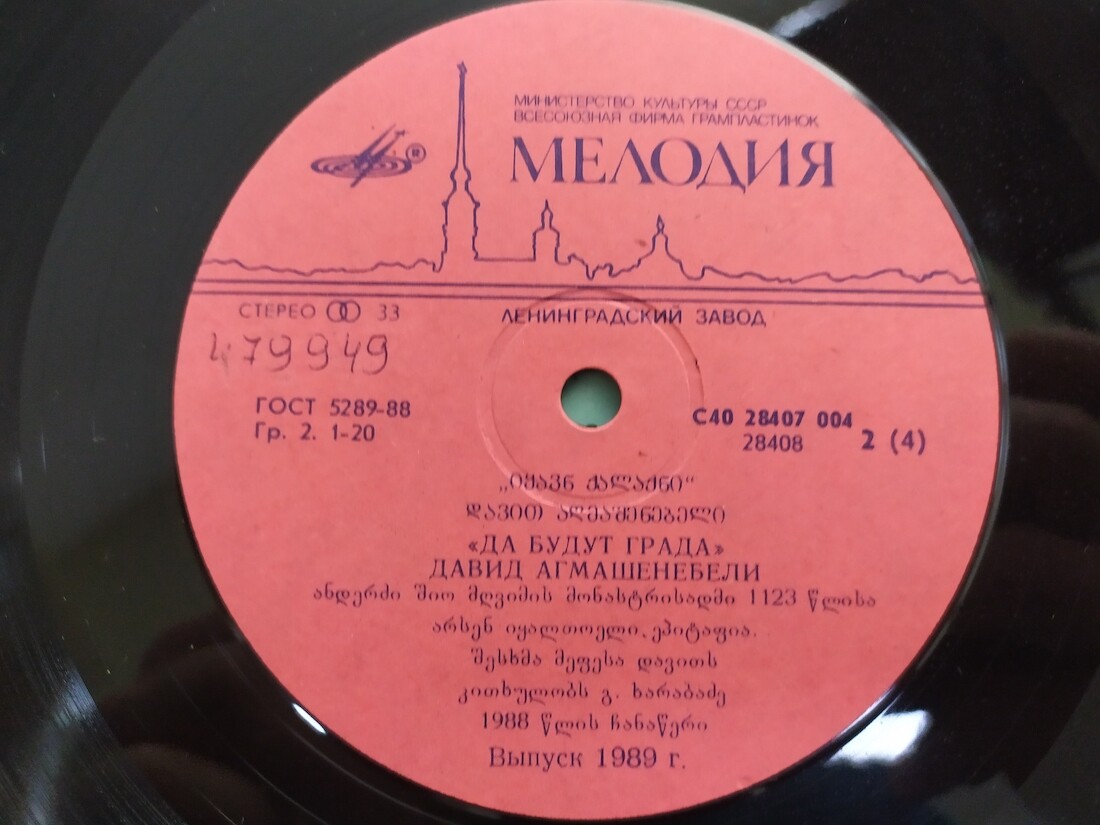 МИНИСТЕРСТВО КУЛЬТУРЫ СССР
ВСЕСОЮЗНАЯ ФИРМА ГРАМПЛАСТИНОК
®
МЕЛОДИЯ
СТЕРЕО 33
ЛЕНИНГРАДСКИЙ ЗАВОД
479949
ГОСТ 5289-88
Гр. 2. 1-20
С40 28407 004
28408
2 (4)
„იყავნ ქალაქნი“
დავით აღმაშენებელი
«ДА БУДУТ ГРАДА»
ДАВИД АГМАШЕНЕБЕЛИ
ანდერძი შიო მღვიმის მონასტრისადმი 1123 წლისა
არსენ იყალთოელი. ეპიტაფია.
შესხმა მეფესა დავითს
კითხულობს გ. ხარაბაძე
1988 წლის ჩანაწერი
Выпуск 1989 г.